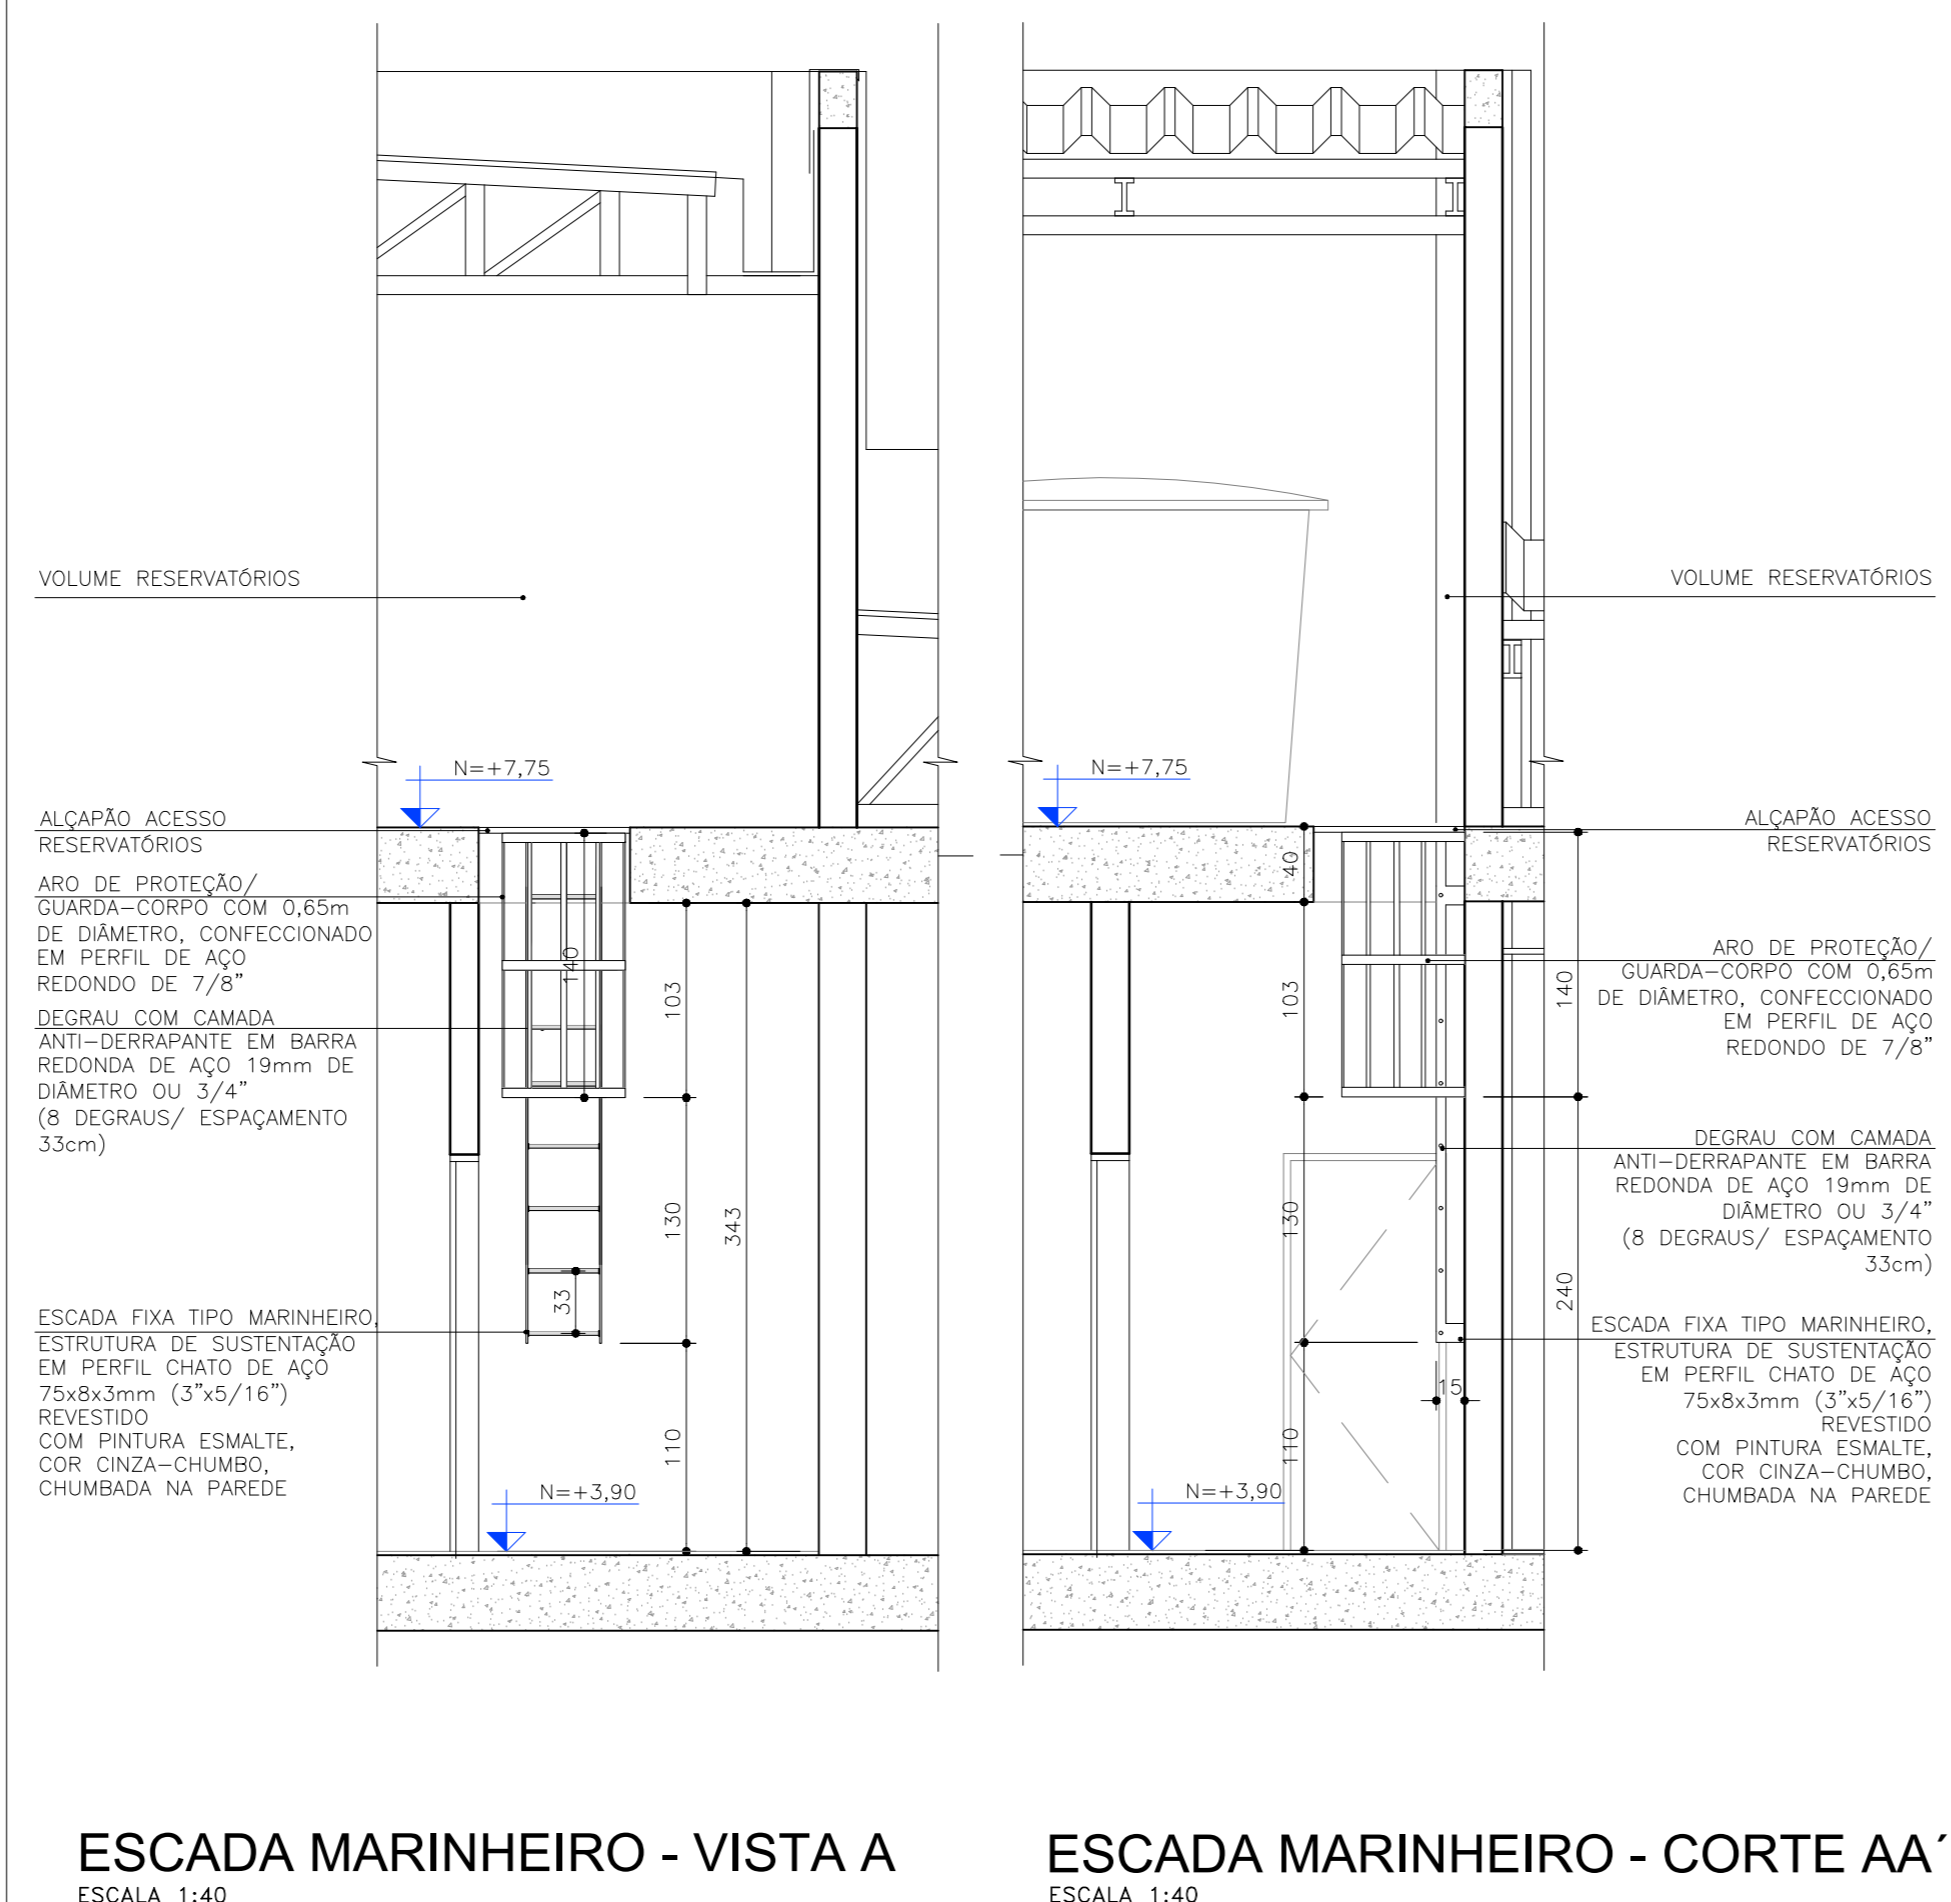 VOLUME RESERVATÓRIOS
N=+7,75
ALÇAPÃO ACESSO
RESERVATÓRIOS
ARO DE PROTEÇÃO/
GUARDA-CORPO COM 0,65m
DE DIÂMETRO, CONFECCIONADO
EM PERFIL DE AÇO
REDONDO DE 7/8"
DEGRAU COM CAMADA
ANTI-DERRAPANTE EM BARRA
REDONDA DE AÇO 19mm DE
DIÂMETRO OU 3/4"
(8 DEGRAUS/ ESPAÇAMENTO
33cm)
ESCADA FIXA TIPO MARINHEIRO,
ESTRUTURA DE SUSTENTAÇÃO
EM PERFIL CHATO DE AÇO
75x8x3mm (3"x5/16")
REVESTIDO
COM PINTURA ESMALTE,
COR CINZA-CHUMBO,
CHUMBADA NA PAREDE
140
103
130
343
33
110
N=+3,90
ESCADA MARINHEIRO - VISTA A
ESCALA 1:40
VOLUME RESERVATÓRIOS
N=+7,75
ALÇAPÃO ACESSO
RESERVATÓRIOS
ARO DE PROTEÇÃO/
GUARDA-CORPO COM 0,65m
DE DIÂMETRO, CONFECCIONADO
EM PERFIL DE AÇO
REDONDO DE 7/8"
DEGRAU COM CAMADA
ANTI-DERRAPANTE EM BARRA
REDONDA DE AÇO 19mm DE
DIÂMETRO OU 3/4"
(8 DEGRAUS/ ESPAÇAMENTO
33cm)
ESCADA FIXA TIPO MARINHEIRO,
ESTRUTURA DE SUSTENTAÇÃO
EM PERFIL CHATO DE AÇO
75x8x3mm (3"x5/16")
REVESTIDO
COM PINTURA ESMALTE,
COR CINZA-CHUMBO,
CHUMBADA NA PAREDE
40
103
140
130
240
15
110
N=+3,90
ESCADA MARINHEIRO - CORTE AA´
ESCALA 1:40